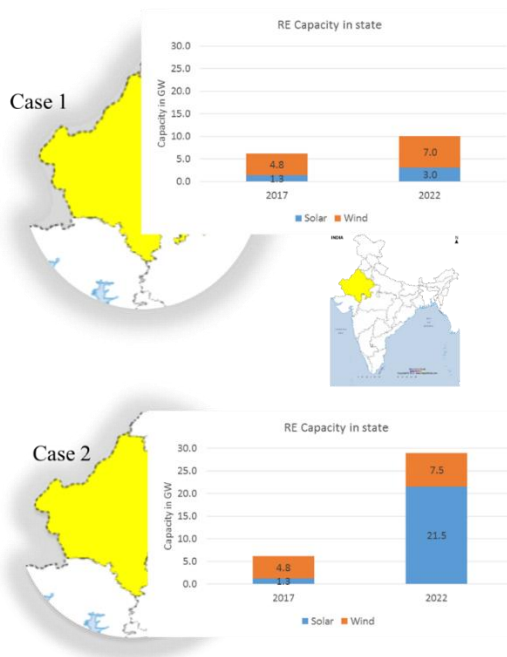 RE Capacity in state
Case 1
Capacity in GW
30.0
25.0
20.0
15.0
10.0
5.0
0.0
4.8
1.3
7.0
3.0
2017
2022
Solar
Wind
INDIA
N
RE Capacity in state
Case 2
Capacity in GW
30.0
25.0
20.0
15.0
10.0
5.0
0.0
4.8
1.3
7.5
21.5
2017
2022
Solar
Wind